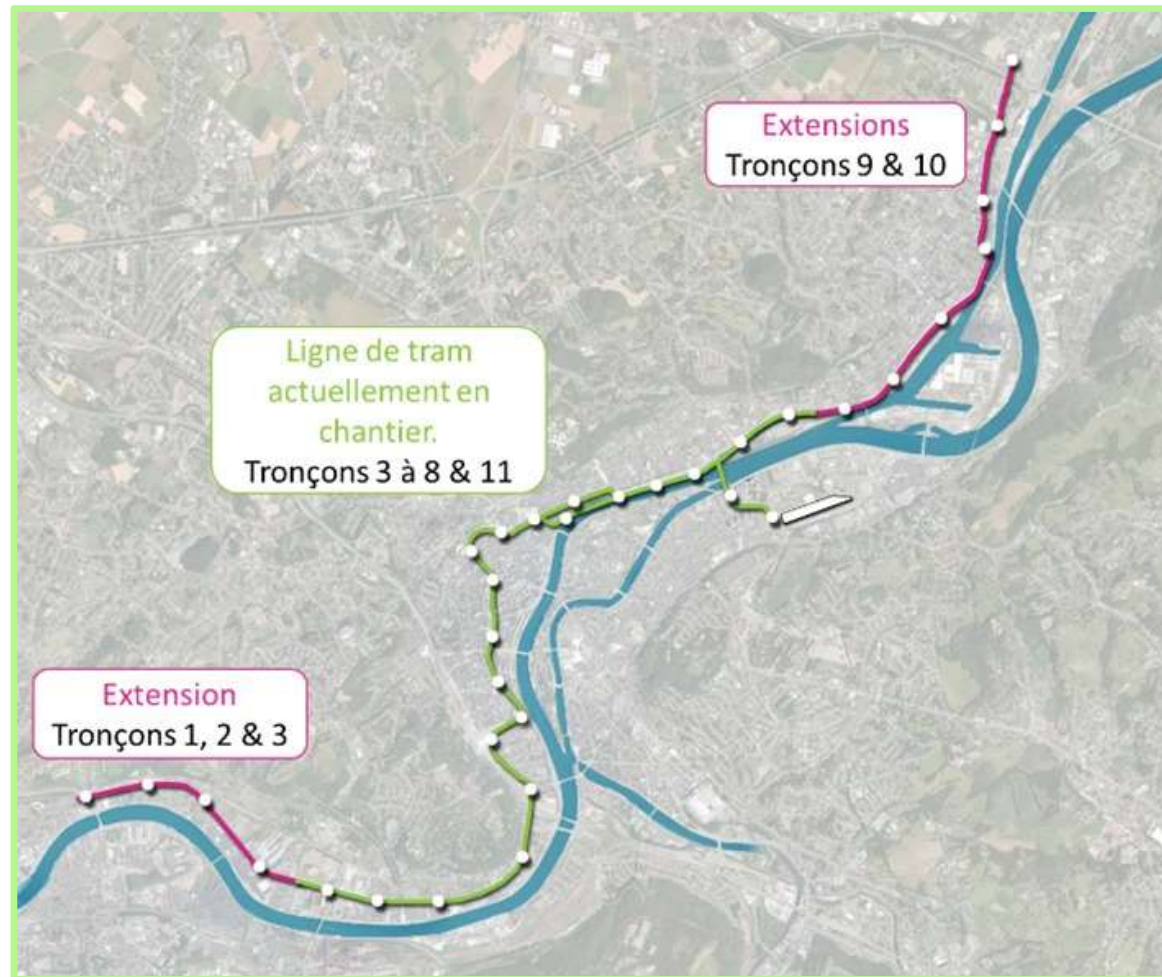 Extensions
Tronçons 9 & 10
Ligne de tram
actuellement en
chantier.
Tronçons 3 à 8 & 11
Extension
Tronçons 1, 2 & 3